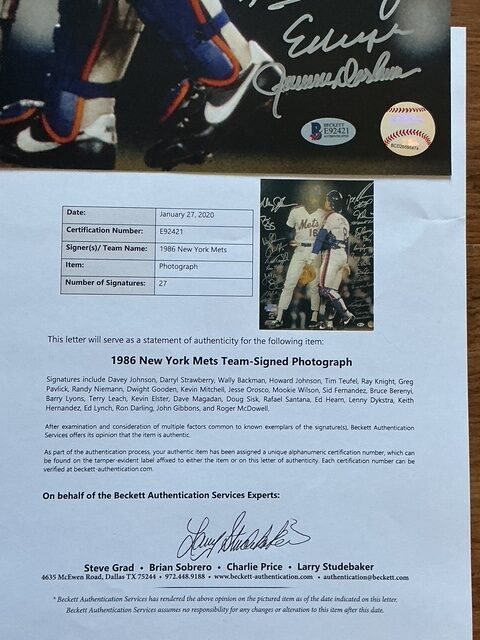 BECKETT
E92421
Date: January 27, 2020
Certification Number: E92421
Signer(s)/ Team Name: 1986 New York Mets
Item: Photograph
Number of Signatures: 27
Mets
16
This letter will serve as a statement of authenticity for the following item:
1986 New York Mets Team-Signed Photograph
Signatures include Davey Johnson, Darryl Strawberry, Wally Backman, Howard Johnson, Tim Teufel, Ray Knight, Greg
Pavlick, Randy Niemann, Dwight Gooden, Kevin Mitchell, Jesse Orosco, Mookie Wilson, Sid Fernandez, Bruce Berenyi,
Barry Lyons, Terry Leach, Kevin Elster, Dave Magadan, Doug Sisk, Rafael Santana, Ed Hearn, Lenny Dykstra, Keith
Hernandez, Ed Lynch, Ron Darling, John Gibbons, and Roger McDowell.
After examination and consideration of multiple factors common to known exemplars of the signature(s), Beckett Authentication
Services offers its opinion that the item is authentic.
As part of the authentication process, your authentic item has been assigned a unique alphanumeric certification number, which can
be found on the tamper-evident label affixed to either the item or on this letter of authenticity. Each certification number can be
verified at beckett-authentication.com.
On behalf of the Beckett Authentication Services Experts:
Larry Studebaker
Steve Grad • Brian Sobrero • Charlie Price • Larry Studebaker
4635 McEwen Road, Dallas TX 75244 • 972.448.9188 • www.beckett-authentication.com • authentication@beckett.com
* Beckett Authentication Services has rendered the above opinion on the pictured item as of the date indicated on this letter.
Beckett Authentication Services assumes no responsibility for any changes or alteration to this item after this date.